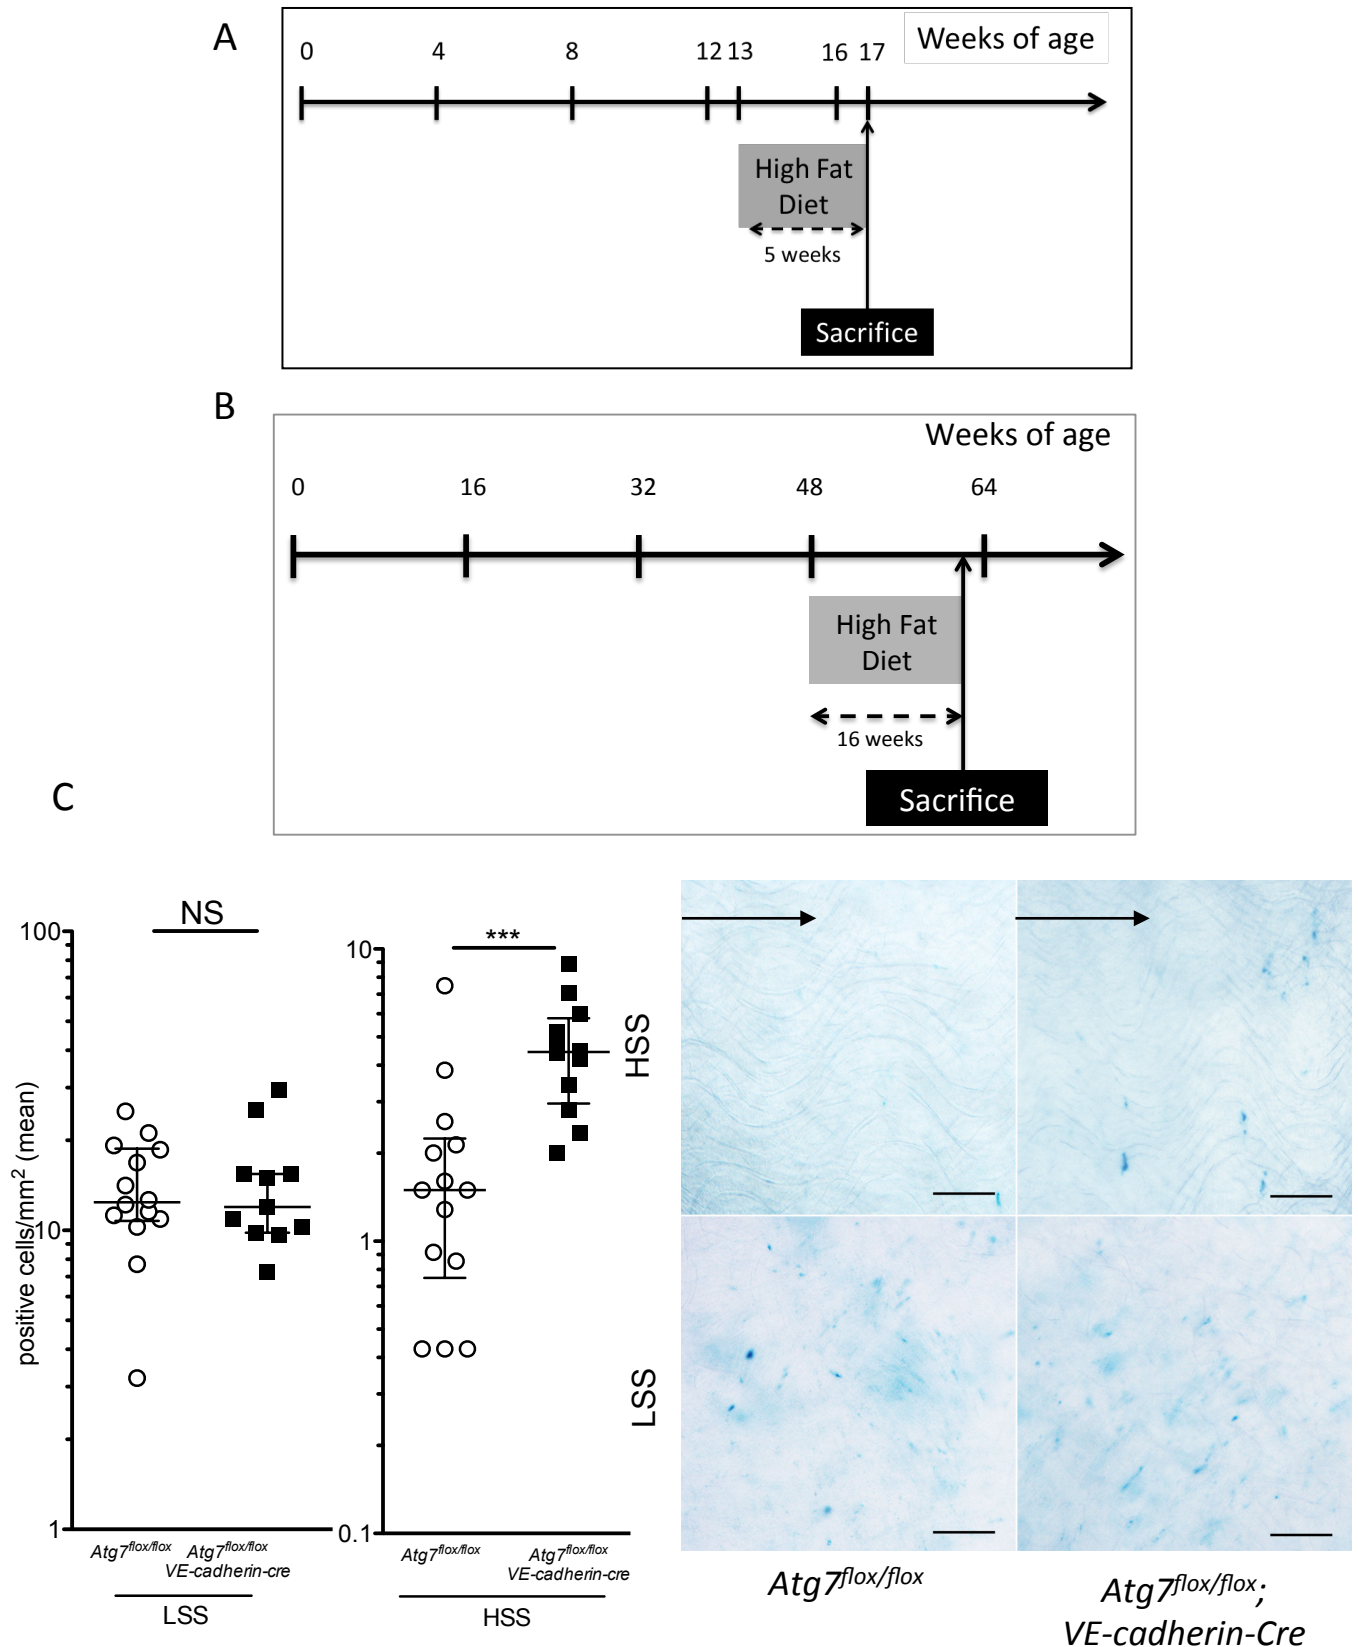 A
Weeks of age
0 4 8 12 13 16 17
High Fat
Diet
5 weeks
Sacrifice
B
Weeks of age
0 16 32 48 64
High Fat
Diet
16 weeks
Sacrifice
C
positive cells/mm² (mean)
100
10
1
NS
Atg7flox/flox
Atg7flox/flox
VE-cadherin-cre
LSS
10
1
0.1
***
Atg7flox/flox
Atg7flox/flox
VE-cadherin-cre
HSS
HSS
LSS
Atg7flox/flox
Atg7flox/flox;
VE-cadherin-Cre